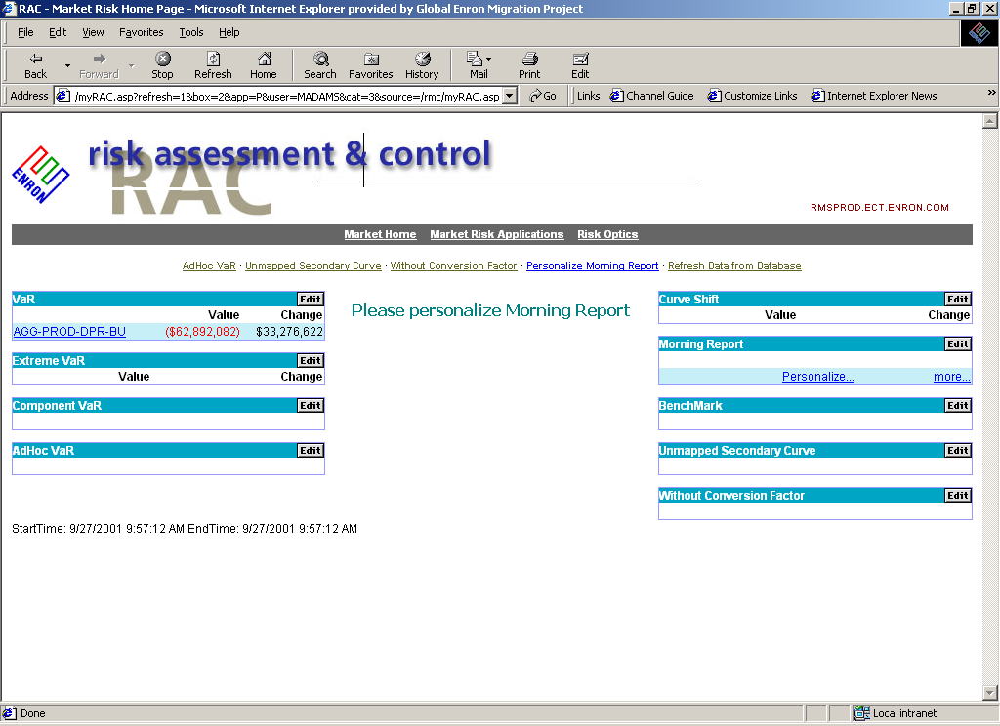 RAC - Market Risk Home Page - Microsoft Internet Explorer provided by Global Enron Migration Project
File Edit View Favorites Tools Help
Back Forward Stop Refresh Home Search Favorites History Mail Print Edit
Address /myRAC.asp?refresh=1&box=2&app=P&user=MADAMS&cat=3&source=/rmc/myRAC.asp Go Links Channel Guide Customize Links Internet Explorer News »
risk assessment & control
RAC
ENRON
RMSPROD.ECT.ENRON.COM
Market Home Market Risk Applications Risk Optics
AdHoc VaR · Unmapped Secondary Curve · Without Conversion Factor · Personalize Morning Report · Refresh Data from Database
VaR Edit
Value Change
AGG-PROD-DPR-BU ($62,892,082) $33,276,622
Extreme VaR Edit
Value Change
Component VaR Edit
AdHoc VaR Edit
Please personalize Morning Report
Curve Shift Edit
Value Change
Morning Report Edit
Personalize... more...
BenchMark Edit
Unmapped Secondary Curve Edit
Without Conversion Factor Edit
StartTime: 9/27/2001 9:57:12 AM EndTime: 9/27/2001 9:57:12 AM
Done Local intranet